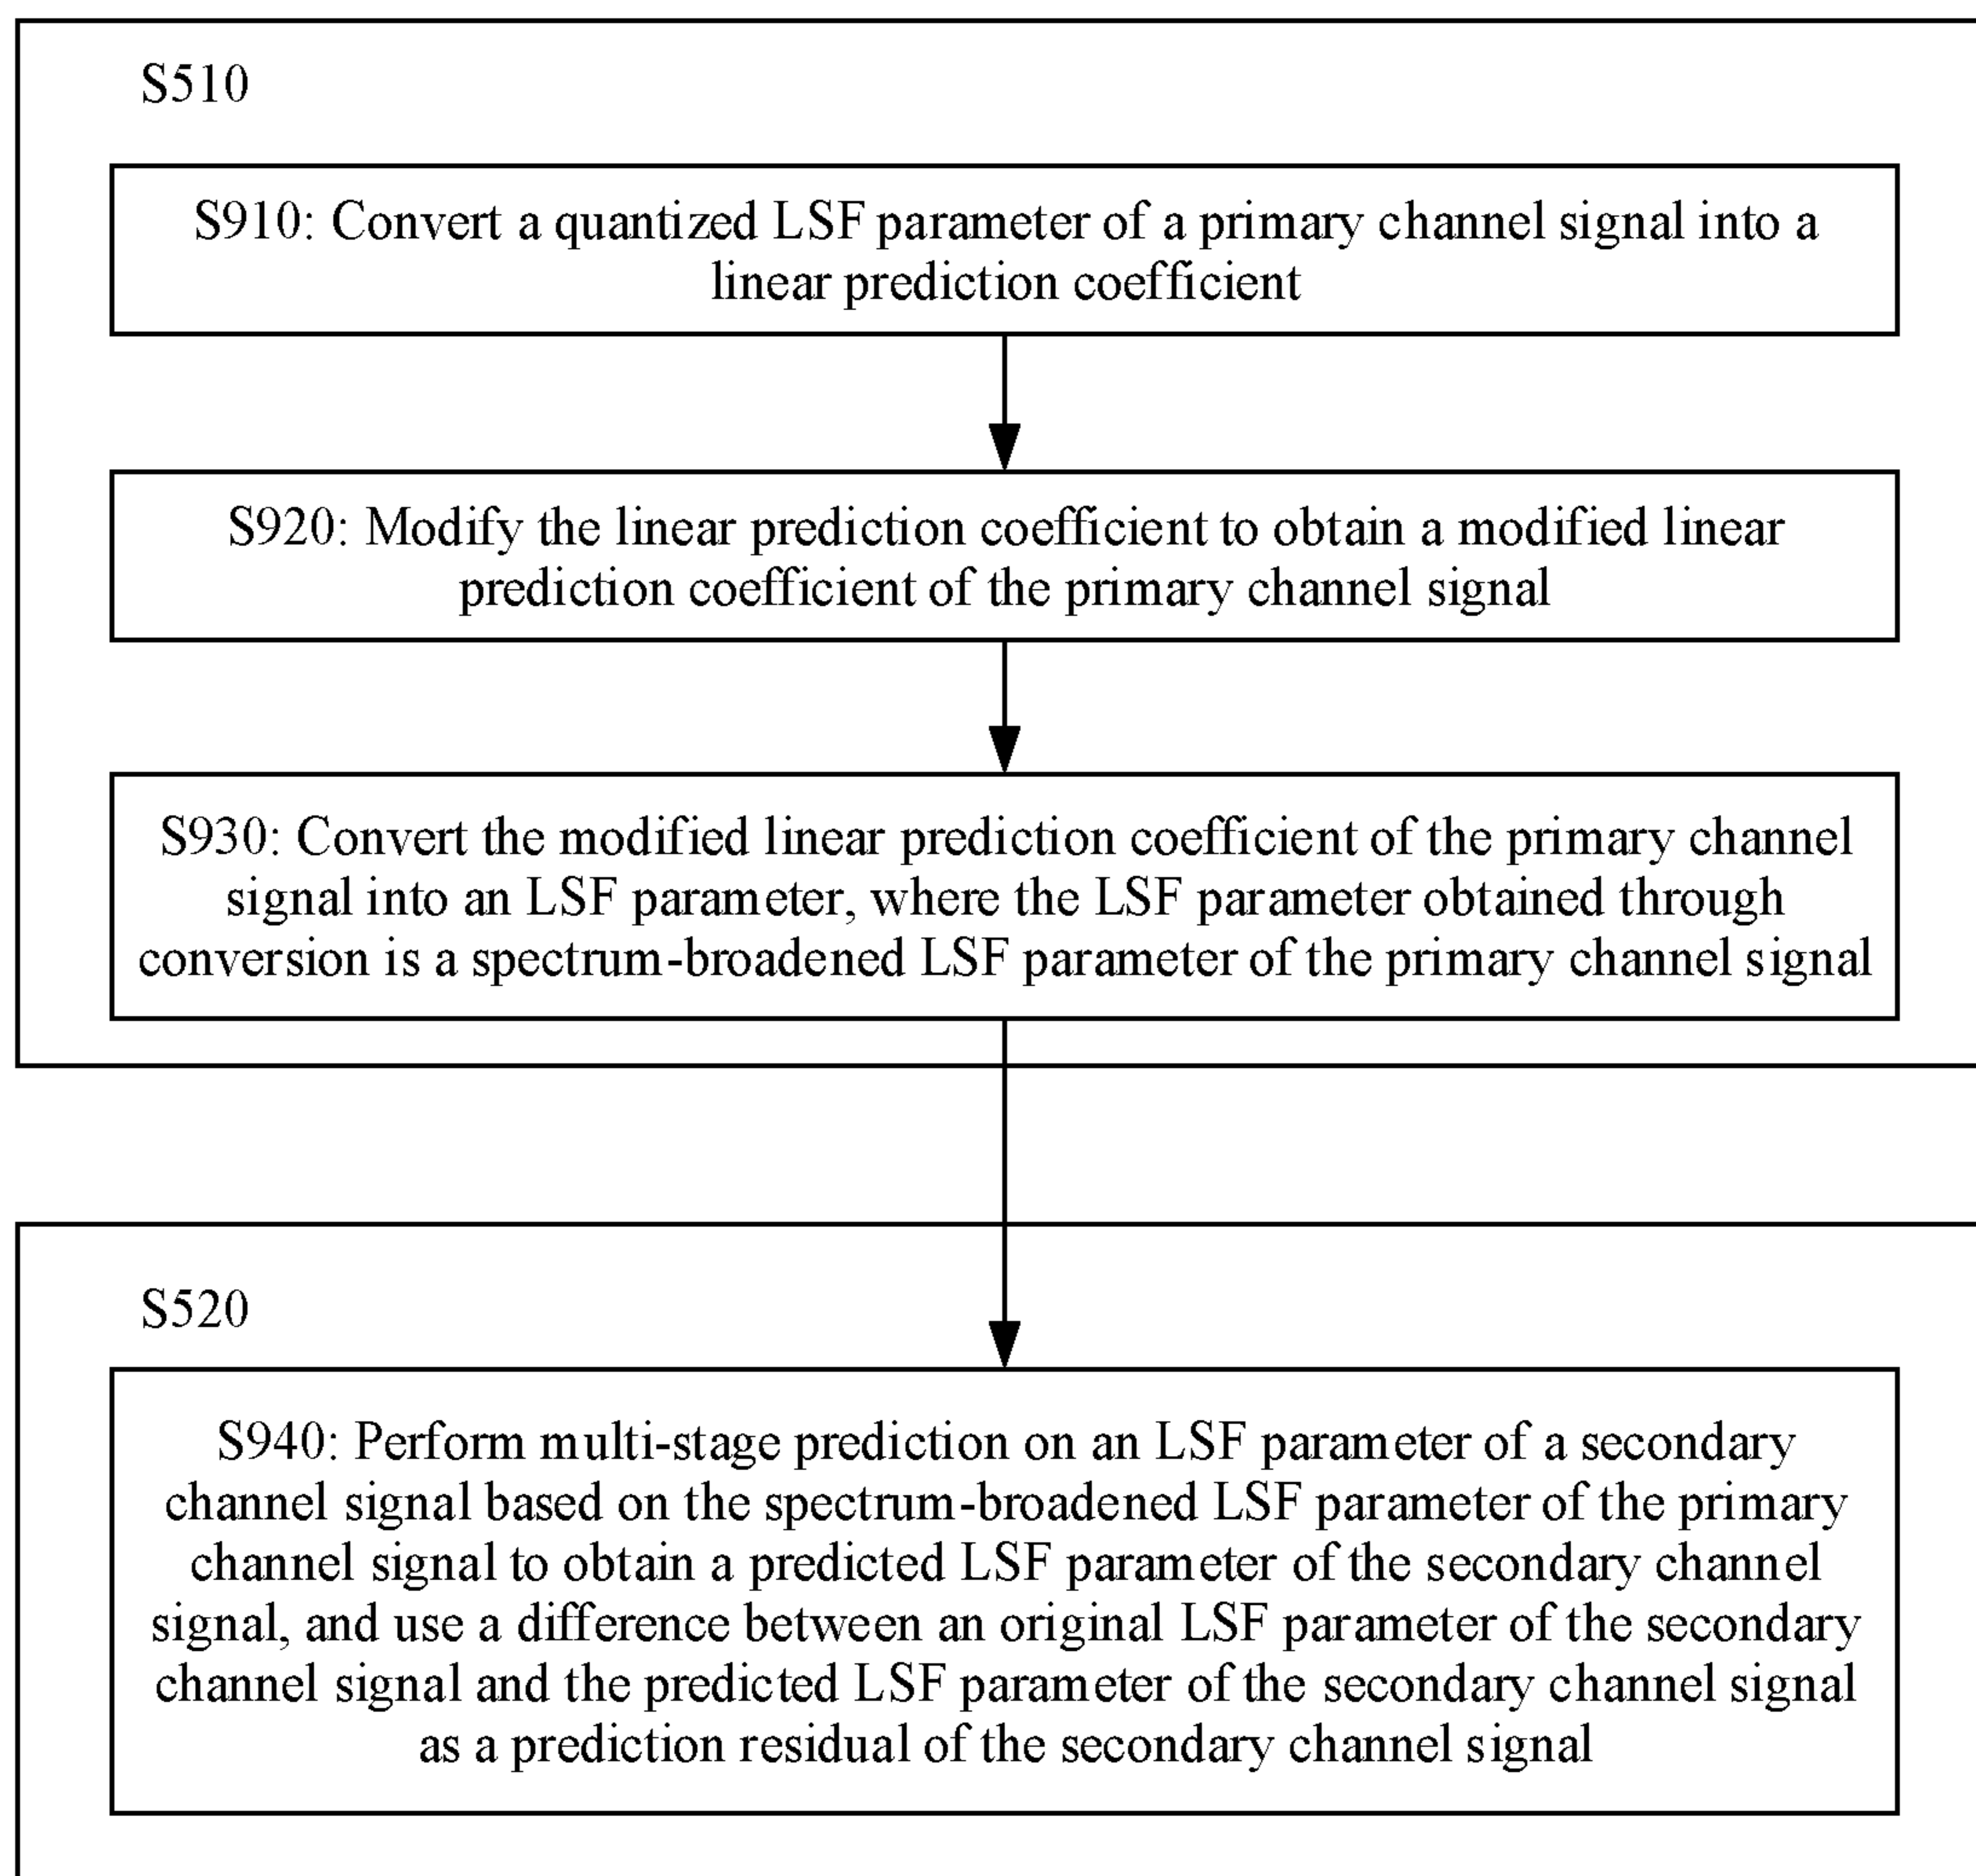 S510
S910: Convert a quantized LSF parameter of a primary channel signal into a
linear prediction coefficient
S920: Modify the linear prediction coefficient to obtain a modified linear
prediction coefficient of the primary channel signal
S930: Convert the modified linear prediction coefficient of the primary channel
signal into an LSF parameter, where the LSF parameter obtained through
conversion is a spectrum-broadened LSF parameter of the primary channel signal
S520
S940: Perform multi-stage prediction on an LSF parameter of a secondary
channel signal based on the spectrum-broadened LSF parameter of the primary
channel signal to obtain a predicted LSF parameter of the secondary channel
signal, and use a difference between an original LSF parameter of the secondary
channel signal and the predicted LSF parameter of the secondary channel signal
as a prediction residual of the secondary channel signal